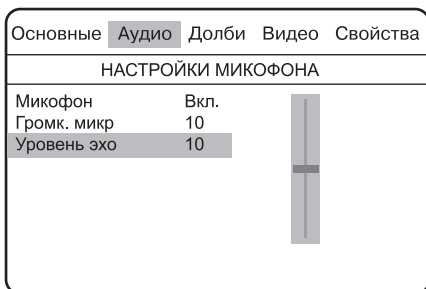 Основные Аудио Долби Видео Свойства
НАСТРОЙКИ МИКОФОНА
Микофон Вкл.
Громк. микр 10
Уровень эхо 10